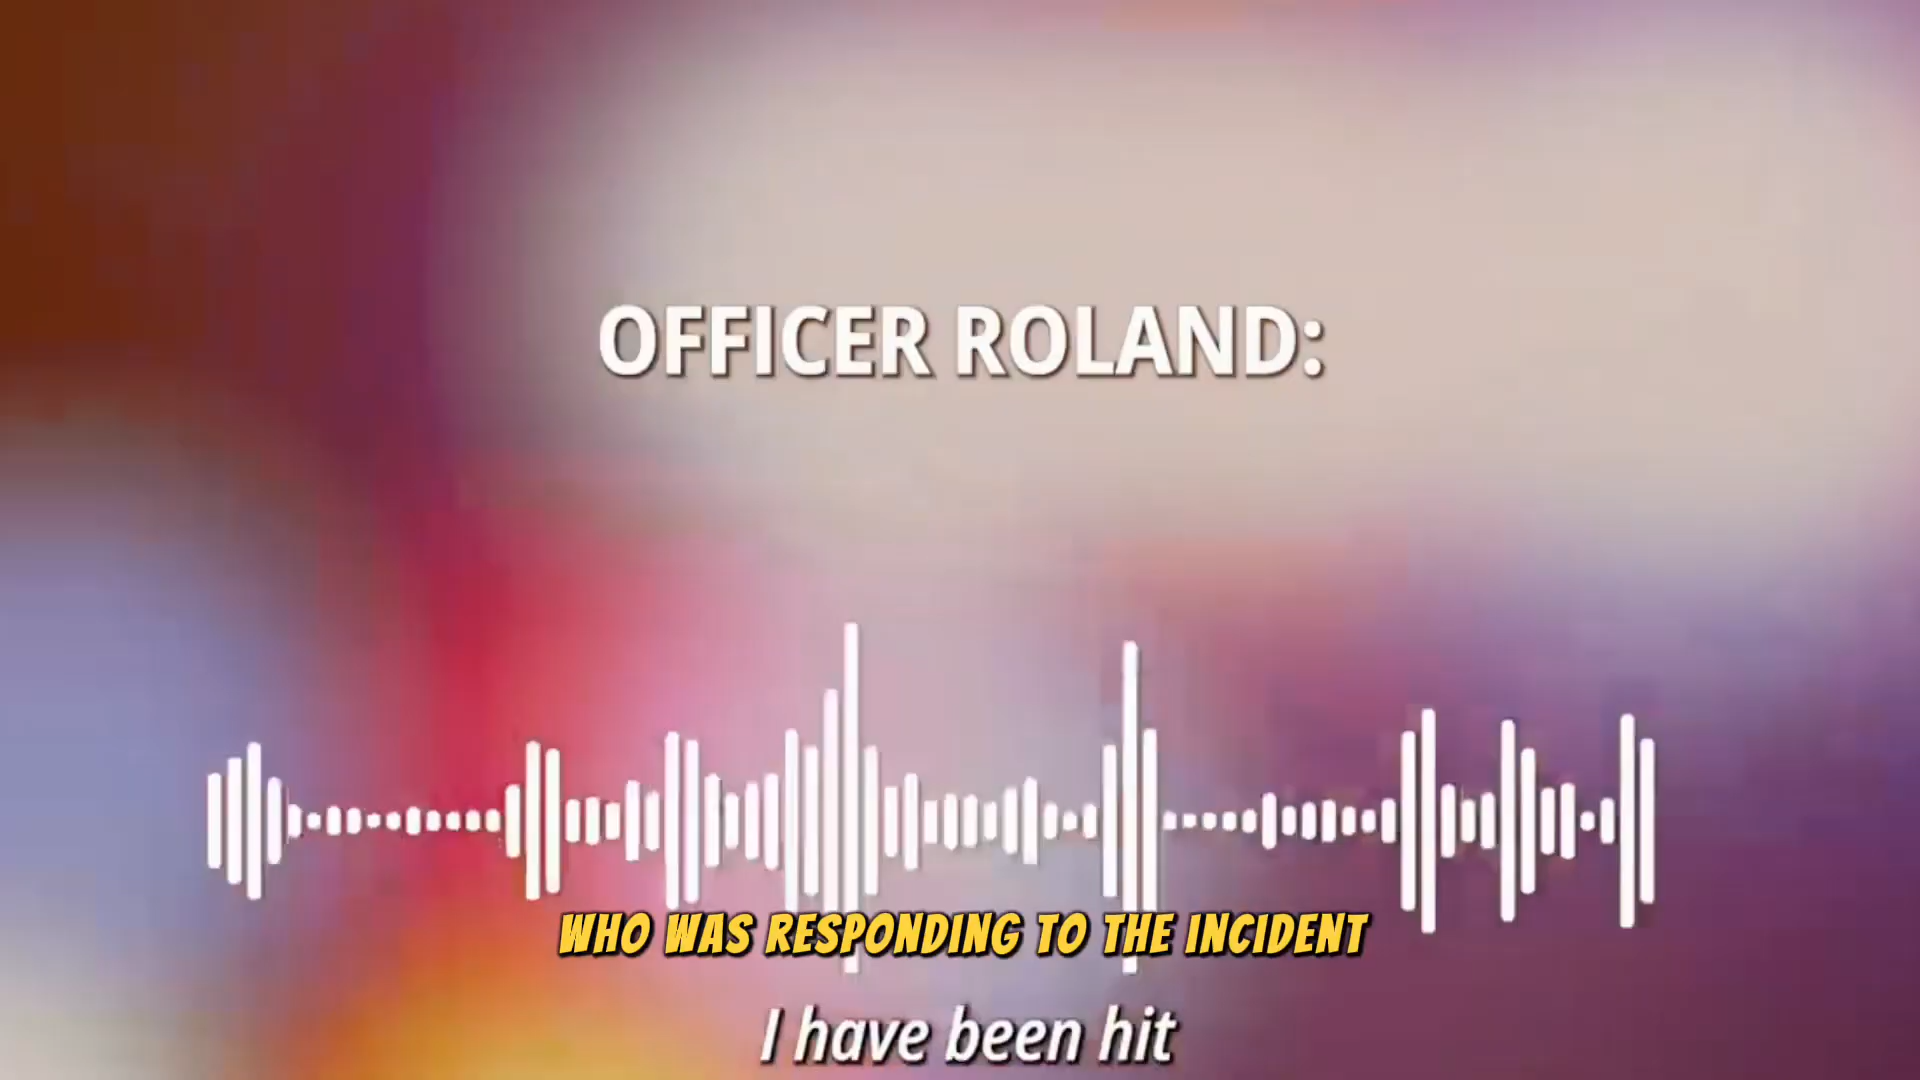 OFFICER ROLAND:
WHO WAS RESPONDING TO THE INCIDENT
I have been hit